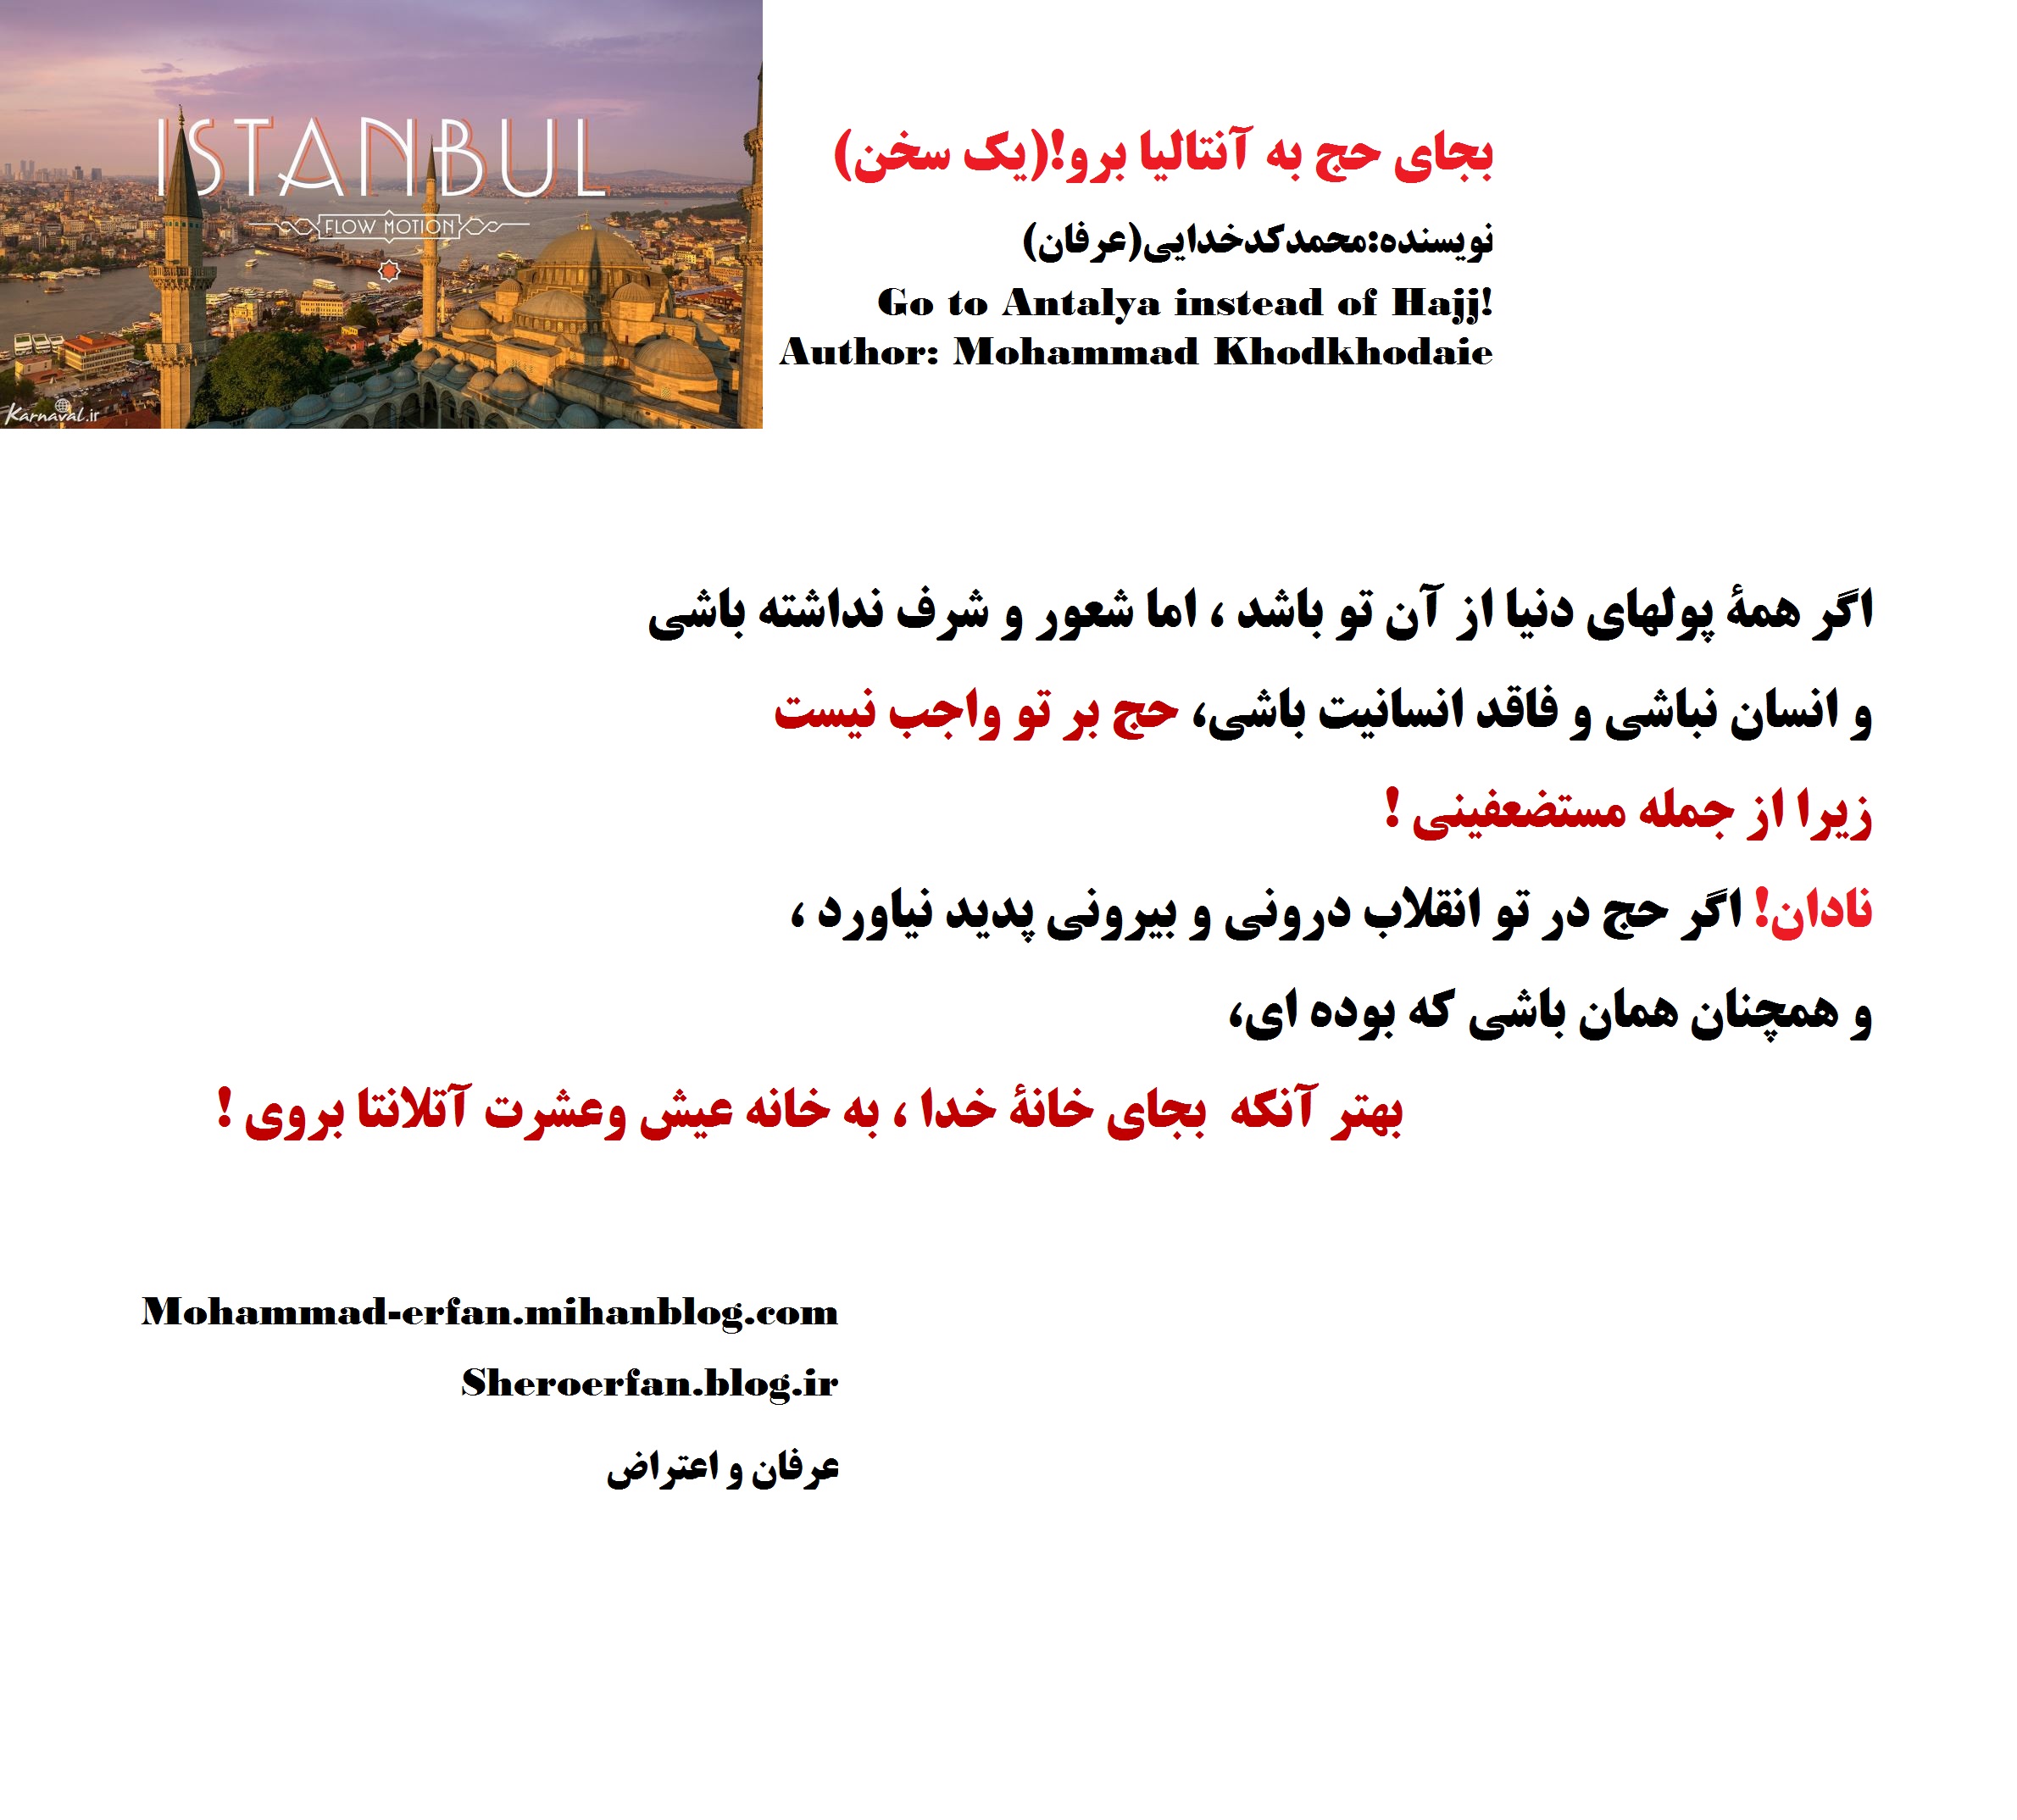 ISTANBUL
FLOW MOTION
Karnaval.ir
بجای حج به آنتالیا برو!(یک سخن)
نویسنده:محمدکدخدایی(عرفان)
Go to Antalya instead of Hajj!
Author: Mohammad Khodkhodaie
اگر همهٔ پولهای دنیا از آن تو باشد ، اما شعور و شرف نداشته باشی
و انسان نباشی و فاقد انسانیت باشی، حج بر تو واجب نیست
زیرا از جمله مستضعفینی !
نادان! اگر حج در تو انقلاب درونی و بیرونی پدید نیاورد ،
و همچنان همان باشی که بوده ای،
بهتر آنکه بجای خانهٔ خدا ، به خانه عیش وعشرت آتلانتا بروی !
Mohammad-erfan.mihanblog.com
Sheroerfan.blog.ir
عرفان و اعتراض